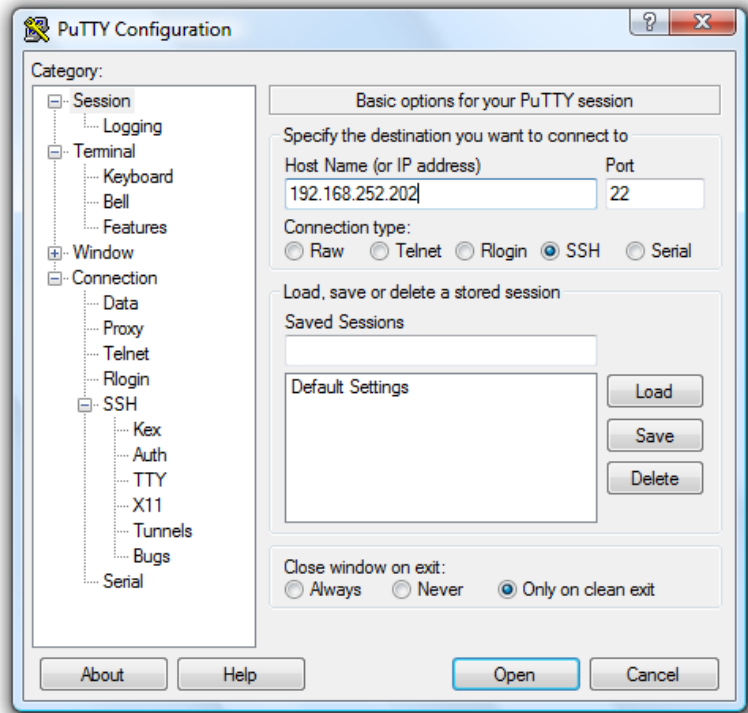 PuTTY Configuration
Category:
Session
Logging
Terminal
Keyboard
Bell
Features
Window
Connection
Data
Proxy
Telnet
Rlogin
SSH
Kex
Auth
TTY
X11
Tunnels
Bugs
Serial
Basic options for your PuTTY session
Specify the destination you want to connect to
Host Name (or IP address) Port
192.168.252.202 22
Connection type:
Raw Telnet Rlogin SSH Serial
Load, save or delete a stored session
Saved Sessions
Default Settings
Load
Save
Delete
Close window on exit:
Always Never Only on clean exit
About Help Open Cancel